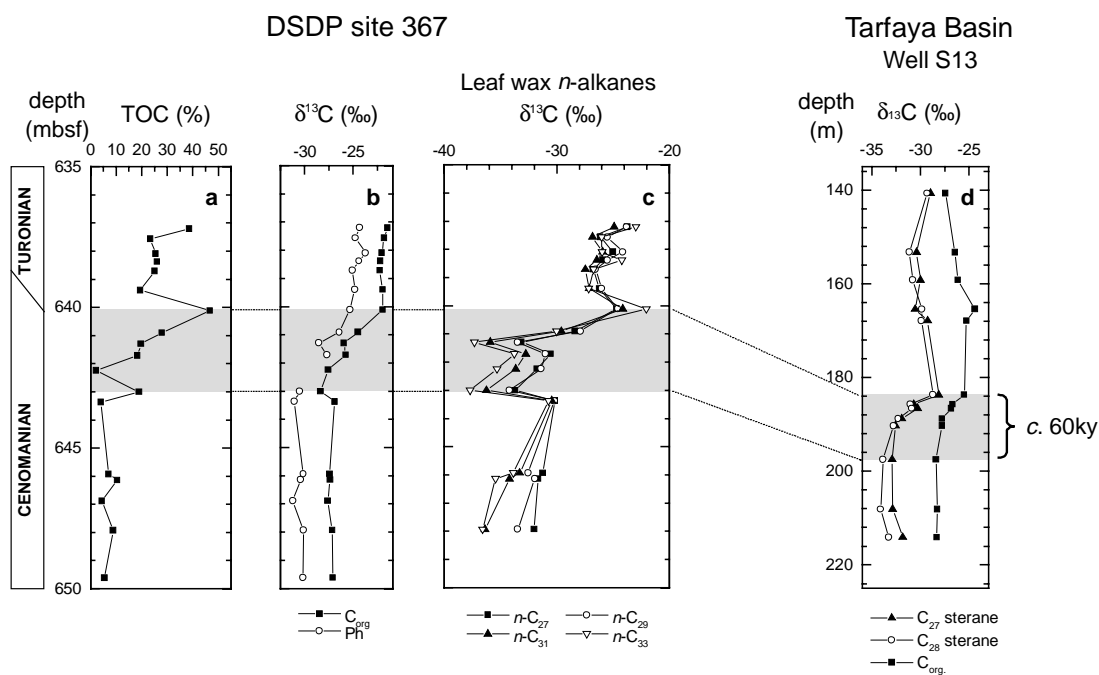 DSDP site 367
Tarfaya Basin
Well S13
Leaf wax n-alkanes
depth
(mbsf)
TOC (%)
δ13C (‰)
δ13C (‰)
depth
(m)
δ13C (‰)
0 10 20 30 40 50
-30 -25
-40 -30 -20
-35 -30 -25
635
640
645
650
TURONIAN
CENOMANIAN
a
b
c
d
140
160
180
200
220
c. 60ky
Corg
Ph
n-C27
n-C29
n-C31
n-C33
C27 sterane
C28 sterane
Corg.